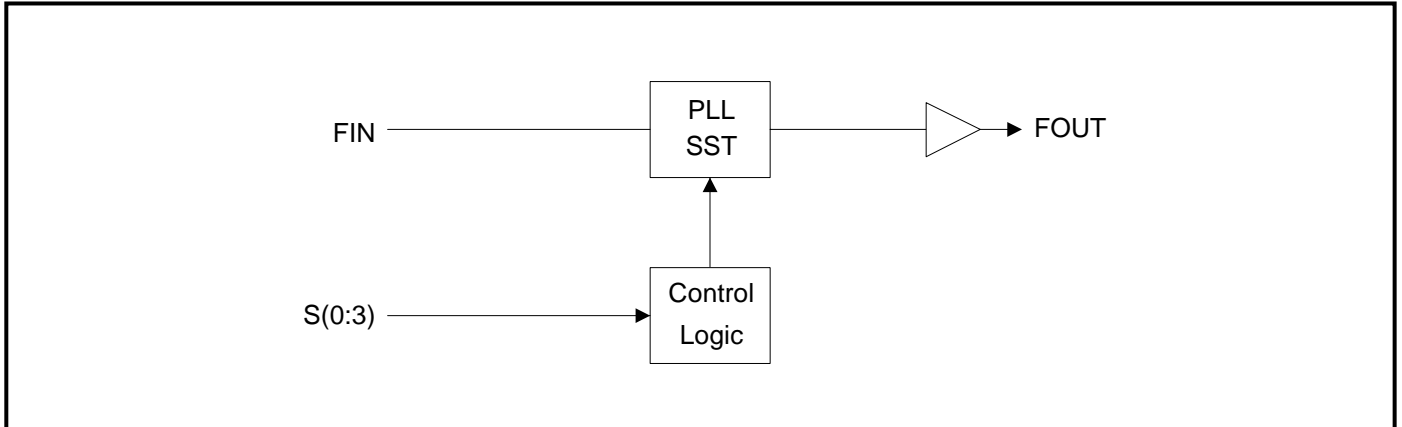 PLL
SST
FIN
FOUT
Control
Logic
S(0:3)